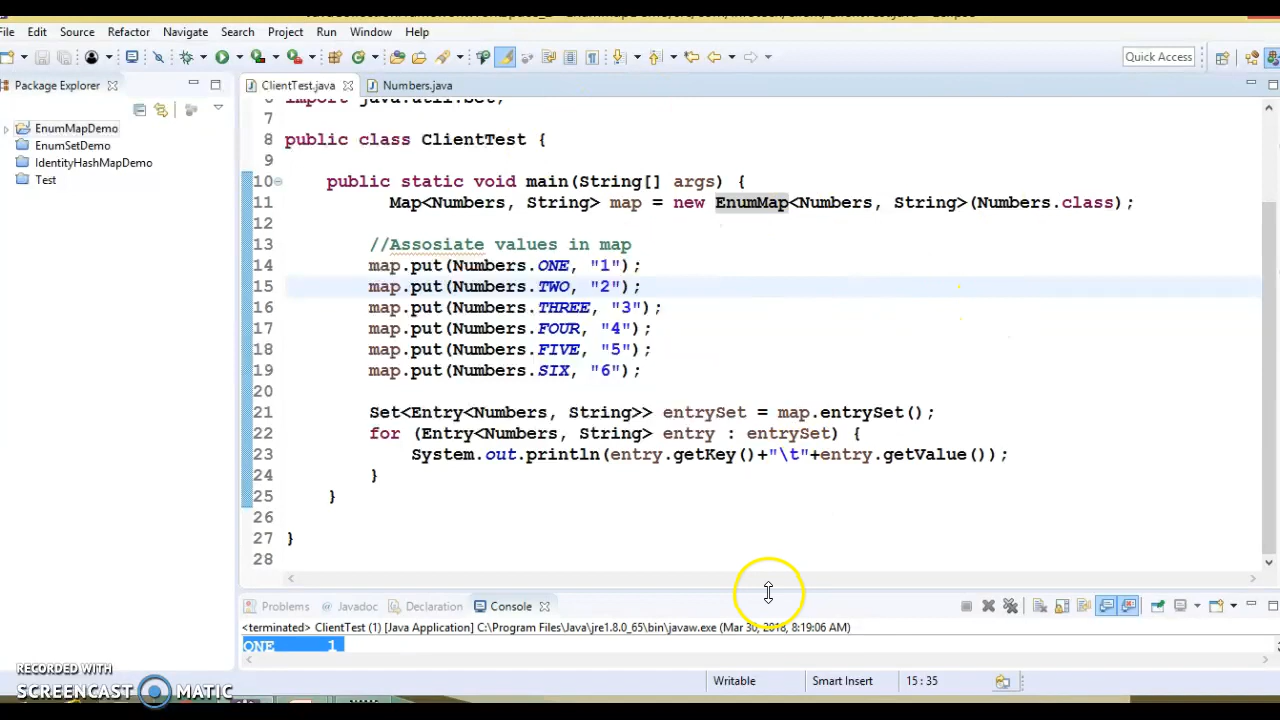 File Edit Source Refactor Navigate Search Project Run Window Help
Quick Access
Package Explorer
ClientTest.java
Numbers.java
EnumMapDemo
EnumSetDemo
IdentityHashMapDemo
Test
6 import java.util.Set;
7
8 public class ClientTest {
9
10 public static void main(String[] args) {
11 Map<Numbers, String> map = new EnumMap<Numbers, String>(Numbers.class);
12
13 //Assosiate values in map
14 map.put(Numbers.ONE, "1");
15 map.put(Numbers.TWO, "2");
16 map.put(Numbers.THREE, "3");
17 map.put(Numbers.FOUR, "4");
18 map.put(Numbers.FIVE, "5");
19 map.put(Numbers.SIX, "6");
20
21 Set<Entry<Numbers, String>> entrySet = map.entrySet();
22 for (Entry<Numbers, String> entry : entrySet) {
23 System.out.println(entry.getKey()+"\t"+entry.getValue());
24 }
25 }
26
27 }
28
Problems @ Javadoc Declaration Console
<terminated> ClientTest (1) [Java Application] C:\Program Files\Java\jre1.8.0_65\bin\javaw.exe (Mar 30, 2018, 8:19:06 AM)
ONE 1
Writable Smart Insert 15 : 35
RECORDED WITH
SCREENCAST MATIC